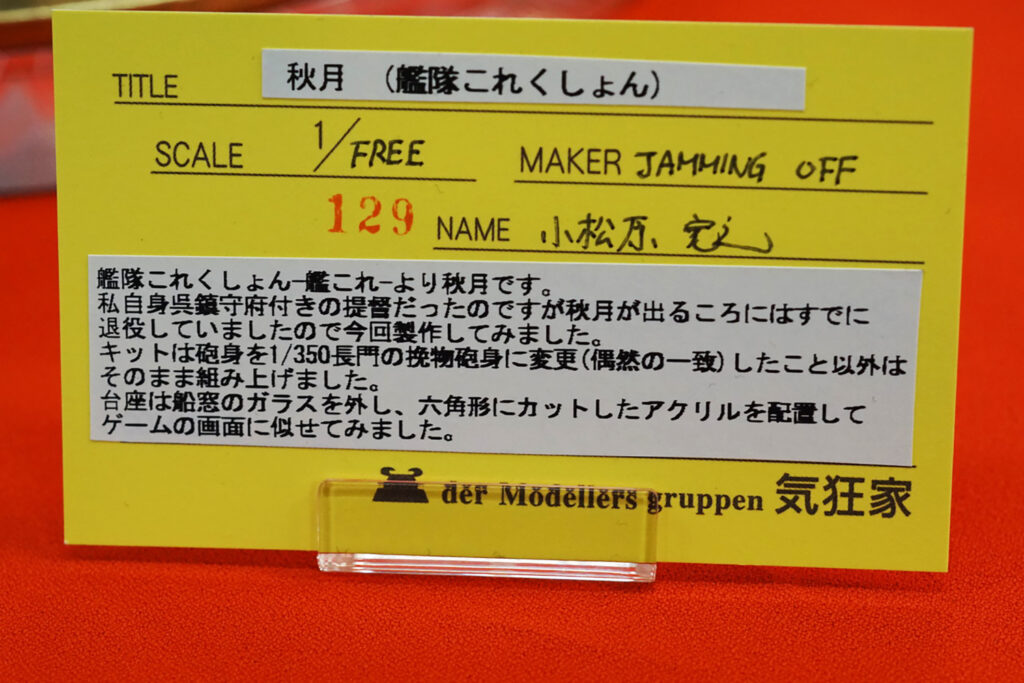 TITLE 秋月 （艦隊これくしょん）
SCALE 1/FREE MAKER JAMMING OFF
129 NAME 小松原
艦隊これくしょん-艦これ-より秋月です。
私自身呉鎮守府付きの提督だったのですが秋月が出るころにはすでに
退役していましたので今回製作してみました。
キットは砲身を1/350長門の挽物砲身に変更(偶然の一致)したこと以外は
そのまま組み上げました。
台座は船窓のガラスを外し、六角形にカットしたアクリルを配置して
ゲームの画面に似せてみました。
der Modellers gruppen 気狂家